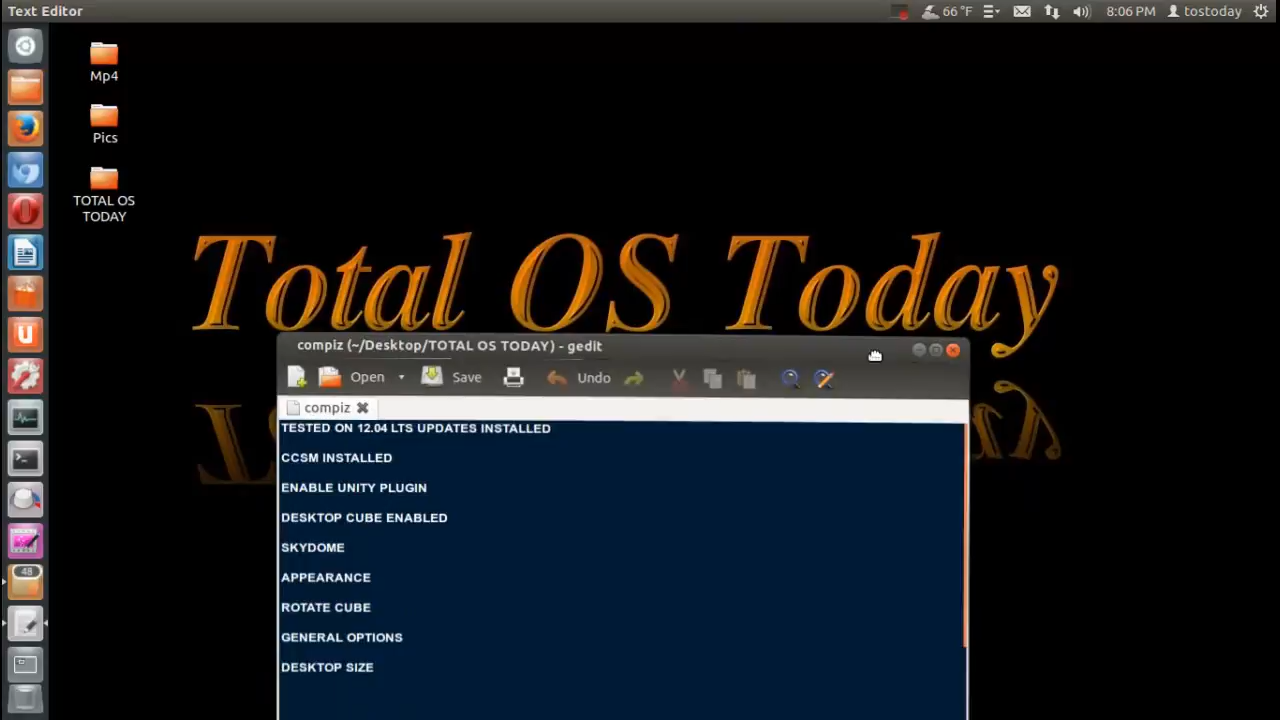 Text Editor
66 °F
8:06 PM
tostoday
Mp4
Pics
TOTAL OS
TODAY
Total OS Today
compiz (~/Desktop/TOTAL OS TODAY) - gedit
Open
Save
Undo
compiz
TESTED ON 12.04 LTS UPDATES INSTALLED
CCSM INSTALLED
ENABLE UNITY PLUGIN
DESKTOP CUBE ENABLED
SKYDOME
APPEARANCE
ROTATE CUBE
48
GENERAL OPTIONS
DESKTOP SIZE